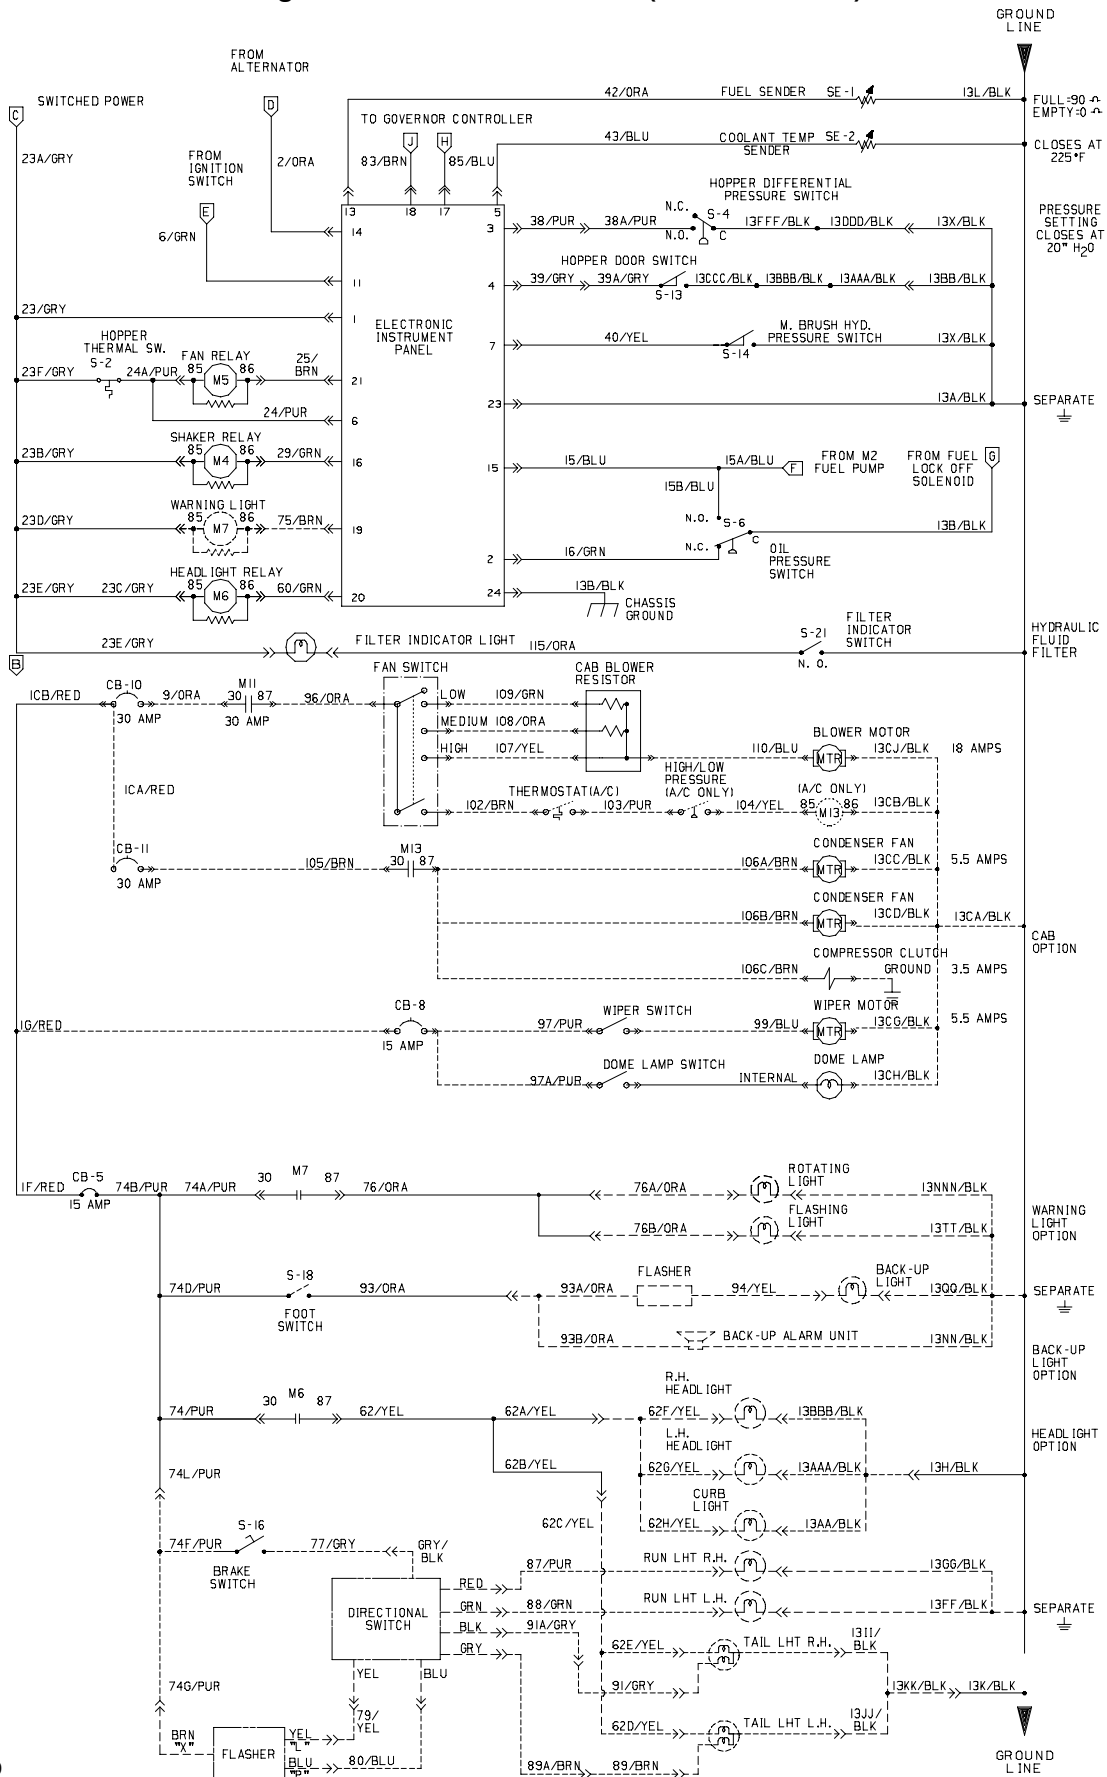 GROUND
LINE
FROM
ALTERNATOR
C
SWITCHED POWER
D
42/ORA
FUEL SENDER
SE-1
13L/BLK
FULL=90 Ω
EMPTY=0 Ω
TO GOVERNOR CONTROLLER
J
H
43/BLU
COOLANT TEMP
SENDER
SE-2
CLOSES AT
225°F
23A/GRY
FROM
IGNITION
SWITCH
2/ORA
83/BRN
85/BLU
E
6/GRN
13
18
17
5
HOPPER DIFFERENTIAL
PRESSURE SWITCH
PRESSURE
SETTING
CLOSES AT
20" H2O
14
3
38/PUR
38A/PUR
N.C.
S-4
N.O.
C
13FFF/BLK
13DDD/BLK
13X/BLK
HOPPER DOOR SWITCH
11
4
39/GRY
39A/GRY
S-13
13CCC/BLK
13BBB/BLK
13AAA/BLK
13BB/BLK
23/GRY
1
ELECTRONIC
INSTRUMENT
PANEL
7
40/YEL
M. BRUSH HYD.
PRESSURE SWITCH
S-14
13X/BLK
HOPPER
THERMAL SW.
S-2
FAN RELAY
25/
BRN
23F/GRY
24A/PUR
85
M5
86
21
24/PUR
6
23
13A/BLK
SEPARATE
SHAKER RELAY
23B/GRY
85
M4
86
29/GRN
16
15
15/BLU
15A/BLU
F
FROM M2
FUEL PUMP
FROM FUEL
LOCK OFF
SOLENOID
G
15B/BLU
WARNING LIGHT
23D/GRY
85
M7
86
75/BRN
19
N.O.
S-6
N.C.
C
13B/BLK
2
16/GRN
OIL
PRESSURE
SWITCH
HEADLIGHT RELAY
23E/GRY
23C/GRY
85
M6
86
60/GRN
20
24
13B/BLK
CHASSIS
GROUND
23E/GRY
FILTER INDICATOR LIGHT
115/ORA
S-21
N. O.
FILTER
INDICATOR
SWITCH
HYDRAULIC
FLUID
FILTER
B
FAN SWITCH
CAB BLOWER
RESISTOR
1CB/RED
CB-10
30 AMP
9/ORA
M11
30
87
30 AMP
96/ORA
LOW
109/GRN
MEDIUM
108/ORA
HIGH
107/YEL
110/BLU
BLOWER MOTOR
MTR
13CJ/BLK
18 AMPS
1CA/RED
THERMOSTAT(A/C)
HIGH/LOW
PRESSURE
(A/C ONLY)
(A/C ONLY)
102/BRN
103/PUR
104/YEL
85
M13
86
13CB/BLK
CB-11
30 AMP
105/BRN
M13
30
87
106A/BRN
CONDENSER FAN
MTR
13CC/BLK
5.5 AMPS
106B/BRN
CONDENSER FAN
MTR
13CD/BLK
13CA/BLK
CAB
OPTION
106C/BRN
COMPRESSOR CLUTCH
GROUND
3.5 AMPS
1G/RED
CB-8
15 AMP
97/PUR
WIPER SWITCH
99/BLU
WIPER MOTOR
MTR
13CG/BLK
5.5 AMPS
97A/PUR
DOME LAMP SWITCH
INTERNAL
DOME LAMP
13CH/BLK
1F/RED
CB-5
15 AMP
74B/PUR
74A/PUR
30
M7
87
76/ORA
76A/ORA
ROTATING
LIGHT
13NNN/BLK
76B/ORA
FLASHING
LIGHT
13TT/BLK
WARNING
LIGHT
OPTION
74D/PUR
S-18
FOOT
SWITCH
93/ORA
93A/ORA
FLASHER
94/YEL
BACK-UP
LIGHT
13QQ/BLK
SEPARATE
93B/ORA
BACK-UP ALARM UNIT
13NN/BLK
BACK-UP
LIGHT
OPTION
74/PUR
30
M6
87
62/YEL
62A/YEL
R.H.
HEADLIGHT
62F/YEL
13BBB/BLK
HEADLIGHT
OPTION
74L/PUR
62B/YEL
L.H.
HEADLIGHT
62G/YEL
13AAA/BLK
13H/BLK
62C/YEL
CURB
LIGHT
62H/YEL
13AA/BLK
74F/PUR
S-16
BRAKE
SWITCH
77/GRY
GRY/
BLK
87/PUR
RUN LHT R.H.
13GG/BLK
DIRECTIONAL
SWITCH
RED
GRN
88/GRN
RUN LHT L.H.
13FF/BLK
SEPARATE
BLK
91A/GRY
GRY
62E/YEL
TAIL LHT R.H.
13II/
BLK
YEL
BLU
74G/PUR
91/GRY
13KK/BLK
13K/BLK
79/
YEL
62D/YEL
TAIL LHT L.H.
13JJ/
BLK
BRN
"X"
FLASHER
YEL
"L"
BLU
"P"
80/BLU
89A/BRN
89/BRN
GROUND
LINE